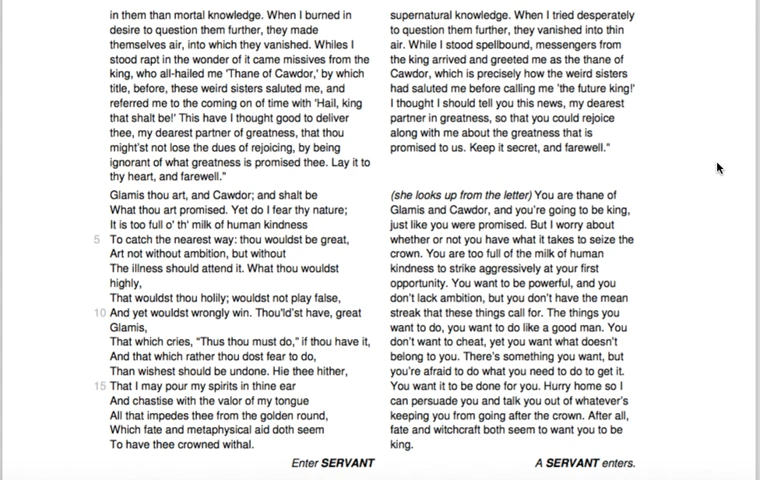 in them than mortal knowledge. When I burned in
desire to question them further, they made
themselves air, into which they vanished. Whiles I
stood rapt in the wonder of it came missives from the
king, who all-hailed me 'Thane of Cawdor,' by which
title, before, these weird sisters saluted me, and
referred me to the coming on of time with 'Hail, king
that shalt be!' This have I thought good to deliver
thee, my dearest partner of greatness, that thou
might'st not lose the dues of rejoicing, by being
ignorant of what greatness is promised thee. Lay it to
thy heart, and farewell."
Glamis thou art, and Cawdor; and shalt be
What thou art promised. Yet do I fear thy nature;
It is too full o' th' milk of human kindness
5 To catch the nearest way: thou wouldst be great,
Art not without ambition, but without
The illness should attend it. What thou wouldst
highly,
That wouldst thou holily; wouldst not play false,
10 And yet wouldst wrongly win. Thou'ld'st have, great
Glamis,
That which cries, "Thus thou must do," if thou have it,
And that which rather thou dost fear to do,
Than wishest should be undone. Hie thee hither,
15 That I may pour my spirits in thine ear
And chastise with the valor of my tongue
All that impedes thee from the golden round,
Which fate and metaphysical aid doth seem
To have thee crowned withal.
Enter SERVANT
supernatural knowledge. When I tried desperately
to question them further, they vanished into thin
air. While I stood spellbound, messengers from
the king arrived and greeted me as the thane of
Cawdor, which is precisely how the weird sisters
had saluted me before calling me 'the future king!'
I thought I should tell you this news, my dearest
partner in greatness, so that you could rejoice
along with me about the greatness that is
promised to us. Keep it secret, and farewell."
(she looks up from the letter) You are thane of
Glamis and Cawdor, and you're going to be king,
just like you were promised. But I worry about
whether or not you have what it takes to seize the
crown. You are too full of the milk of human
kindness to strike aggressively at your first
opportunity. You want to be powerful, and you
don't lack ambition, but you don't have the mean
streak that these things call for. The things you
want to do, you want to do like a good man. You
don't want to cheat, yet you want what doesn't
belong to you. There's something you want, but
you're afraid to do what you need to do to get it.
You want it to be done for you. Hurry home so I
can persuade you and talk you out of whatever's
keeping you from going after the crown. After all,
fate and witchcraft both seem to want you to be
king.
A SERVANT enters.